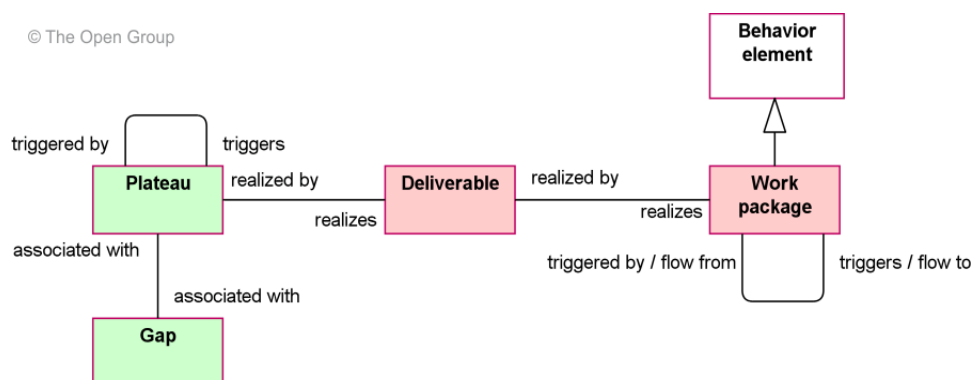 © The Open Group
Behavior
element
triggered by
triggers
Plateau
realized by
realizes
Deliverable
realized by
realizes
Work
package
associated with
associated with
triggered by / flow from
triggers / flow to
Gap